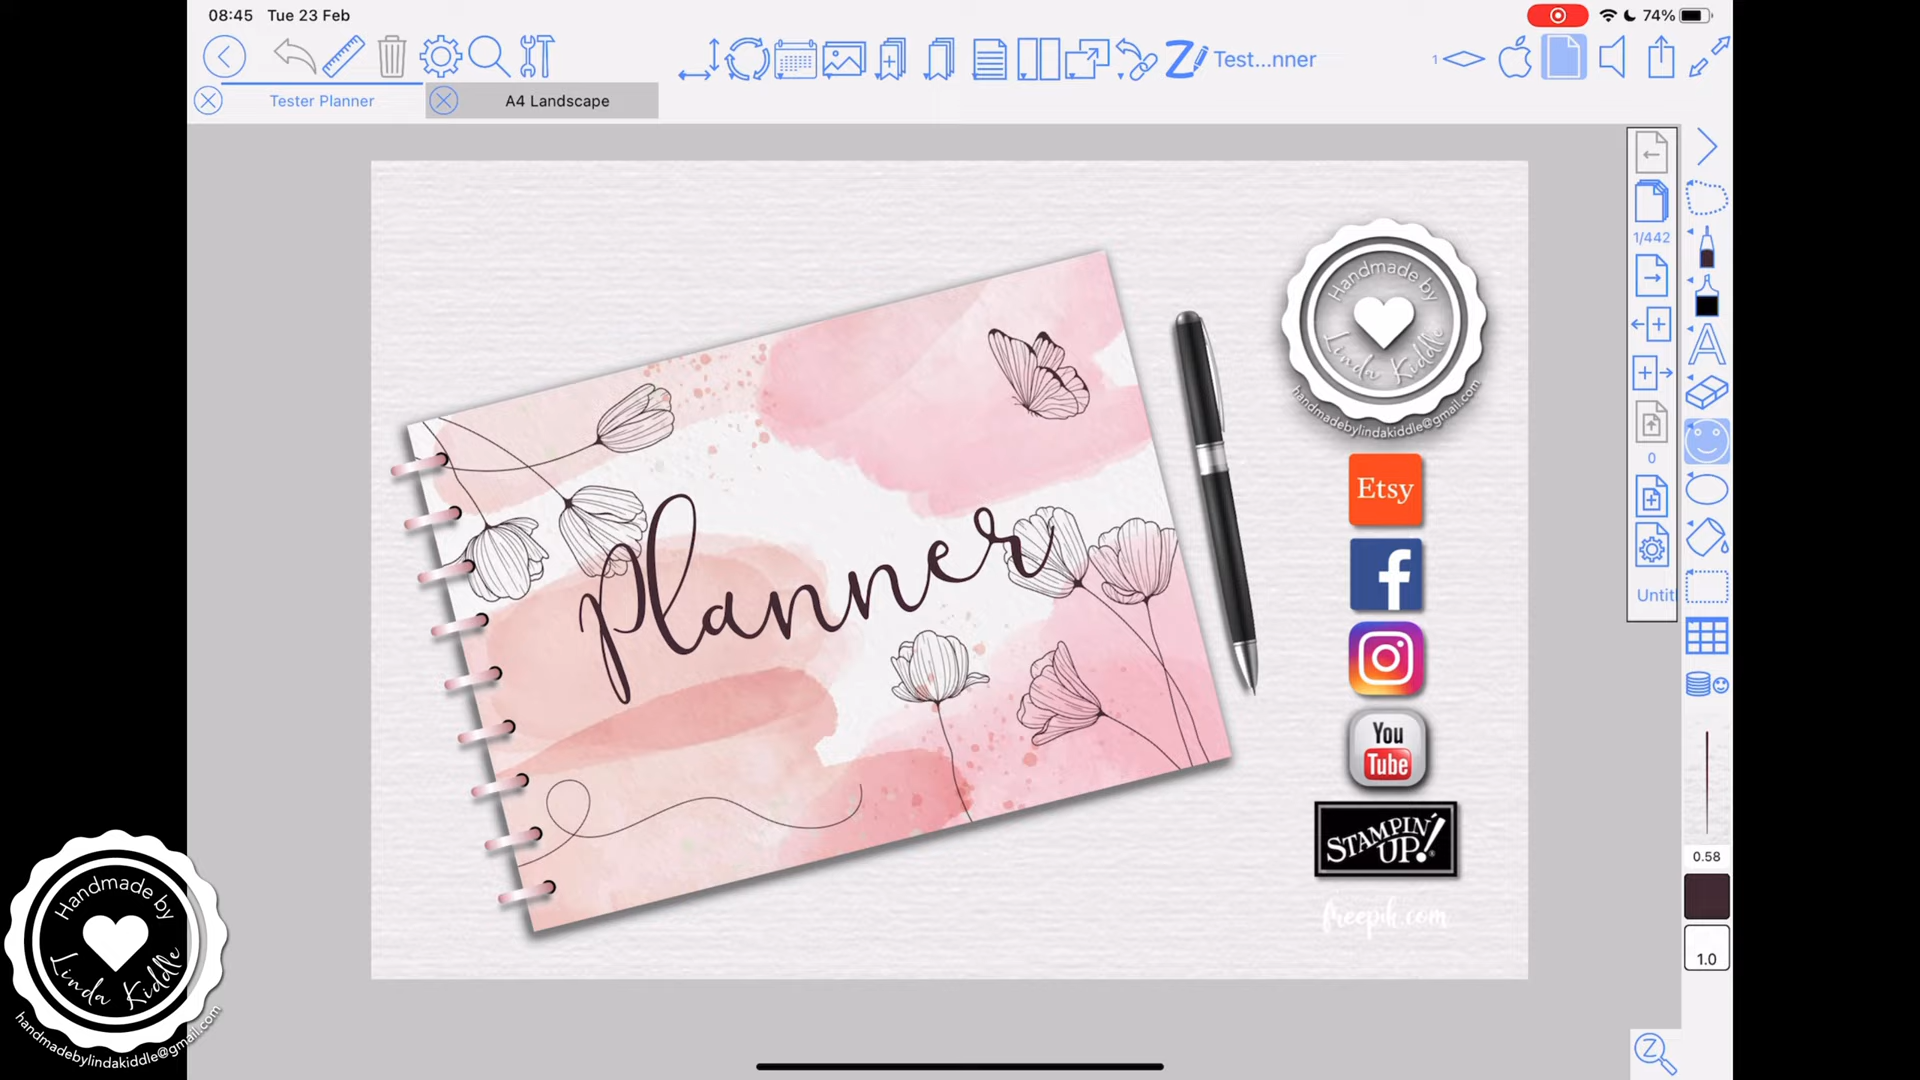 08:45 Tue 23 Feb
74%
Test...nner
1
Tester Planner
A4 Landscape
1/442
0
Untit
Handmade by
Linda Kiddle
handmadebylindakiddle@gmail.com
Planner
Etsy
f
You
Tube
STAMPIN'
UP!
freepik.com
0.58
1.0
Handmade by
Linda Kiddle
handmadebylindakiddle@gmail.com